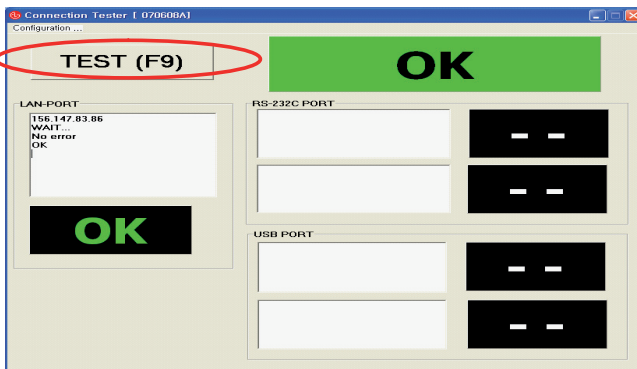 Connection Tester [ 070608A]
Configuration ...
TEST (F9)
OK
LAN-PORT
156.147.83.86
WAIT...
No error
OK
OK
RS-232C PORT
-- --
-- --
USB PORT
-- --
-- --